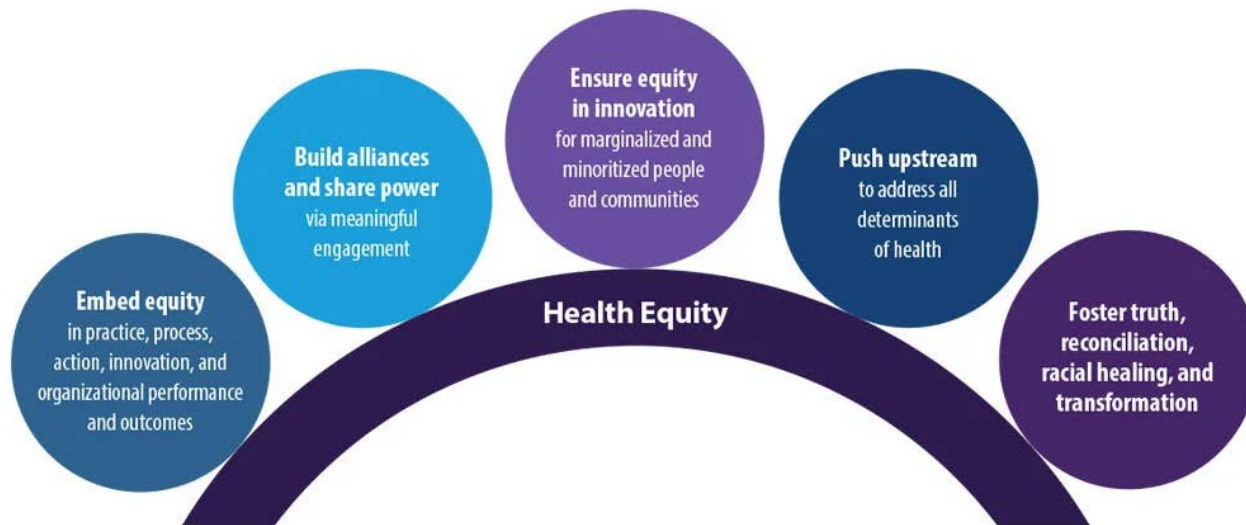 Embed equity
in practice, process,
action, innovation, and
organizational performance
and outcomes
Build alliances
and share power
via meaningful
engagement
Ensure equity
in innovation
for marginalized and
minoritized people
and communities
Push upstream
to address all
determinants
of health
Foster truth,
reconciliation,
racial healing, and
transformation
Health Equity